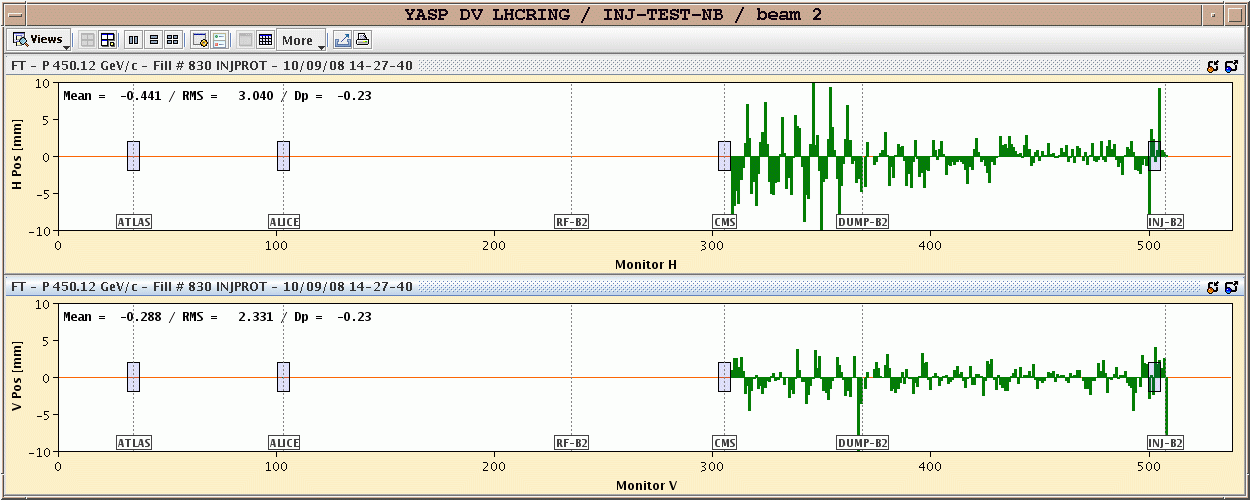 YASP DV LHCRING / INJ-TEST-NB / beam 2
Views More
FT - P 450.12 GeV/c - Fill # 830 INJPROT - 10/09/08 14-27-40
Mean = -0.441 / RMS = 3.040 / Dp = -0.23
H Pos [mm]
10
5
0
-5
-10
ATLAS ALICE RF-B2 CMS DUMP-B2 INJ-B2
0 100 200 300 400 500
Monitor H
FT - P 450.12 GeV/c - Fill # 830 INJPROT - 10/09/08 14-27-40
Mean = -0.288 / RMS = 2.331 / Dp = -0.23
V Pos [mm]
10
5
0
-5
-10
ATLAS ALICE RF-B2 CMS DUMP-B2 INJ-B2
0 100 200 300 400 500
Monitor V